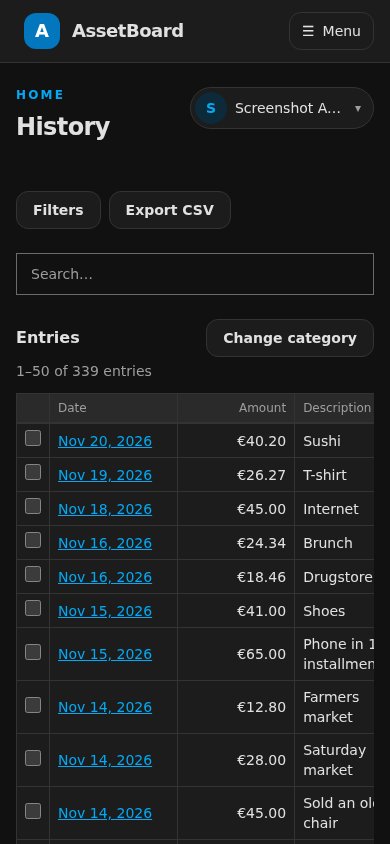 A AssetBoard
☰ Menu
HOME
History
S Screenshot A... ▾
Filters
Export CSV
Search...
Entries
Change category
1–50 of 339 entries
Date Amount Description
Nov 20, 2026 €40.20 Sushi
Nov 19, 2026 €26.27 T-shirt
Nov 18, 2026 €45.00 Internet
Nov 16, 2026 €24.34 Brunch
Nov 16, 2026 €18.46 Drugstore
Nov 15, 2026 €41.00 Shoes
Nov 15, 2026 €65.00 Phone in 1
installmen
Nov 14, 2026 €12.80 Farmers
market
Nov 14, 2026 €28.00 Saturday
market
Nov 14, 2026 €45.00 Sold an old
chair